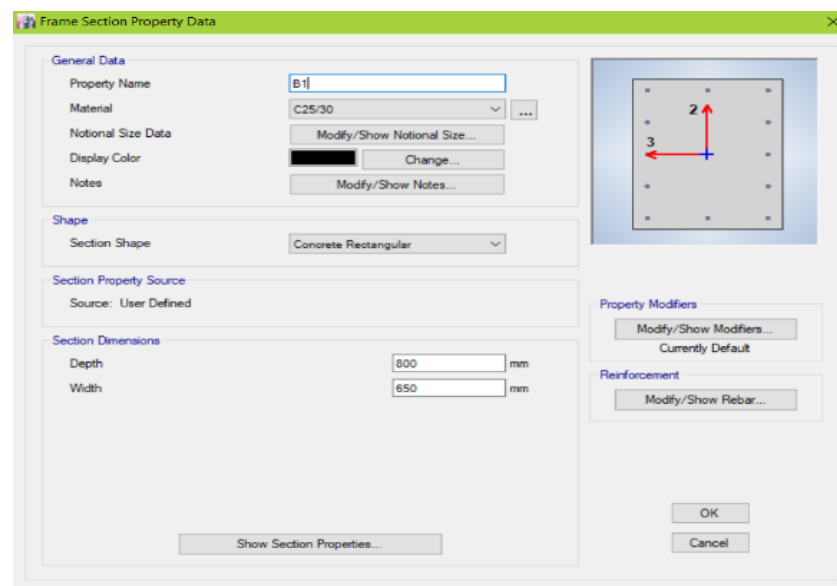 Frame Section Property Data
General Data
Property Name B1
Material C25/30 ...
Notional Size Data Modify/Show Notional Size...
Display Color Change...
Notes Modify/Show Notes...
2
3
Shape
Section Shape Concrete Rectangular
Section Property Source
Source: User Defined
Section Dimensions
Depth 800 mm
Width 650 mm
Show Section Properties...
Property Modifiers
Modify/Show Modifiers...
Currently Default
Reinforcement
Modify/Show Rebar...
OK
Cancel